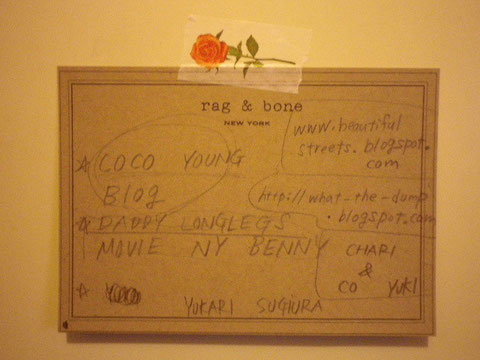 rag & bone
NEW YORK
www.beautiful
streets.blogspot.
com
☆ COCO YOUNG
Blog
http://what-the-domp
.blogspot.com
☆ DADDY LONGLEGS
MOVIE NY BENNY
CHARI
&
CO YUKI
☆
YUKARI SUGIURA